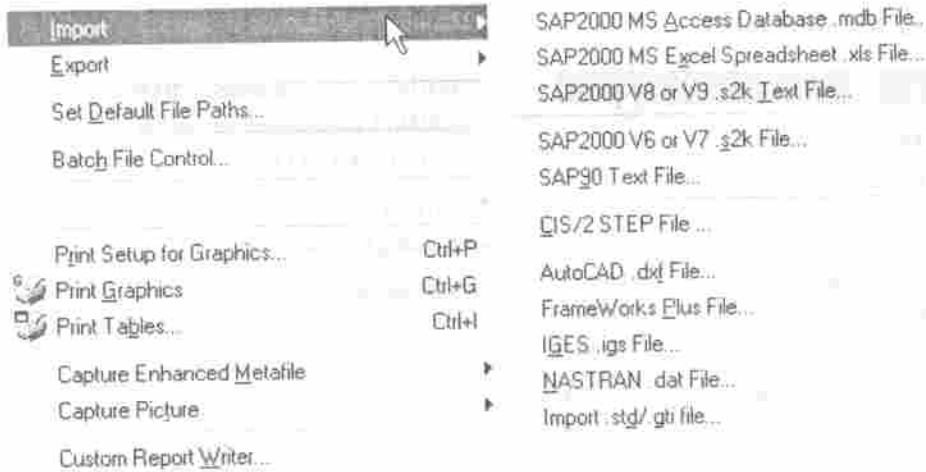 Import
Export
Set Default File Paths...
Batch File Control...
Print Setup for Graphics... Ctrl+P
Print Graphics Ctrl+G
Print Tables... Ctrl+I
Capture Enhanced Metafile
Capture Picture
Custom Report Writer...
SAP2000 MS Access Database .mdb File..
SAP2000 MS Excel Spreadsheet .xls File...
SAP2000 V8 or V9 .s2k Text File...
SAP2000 V6 or V7 .s2k File...
SAP90 Text File...
CIS/2 STEP File ...
AutoCAD .dxf File...
FrameWorks Plus File...
IGES .igs File...
NASTRAN .dat File...
Import .std/.gti file...